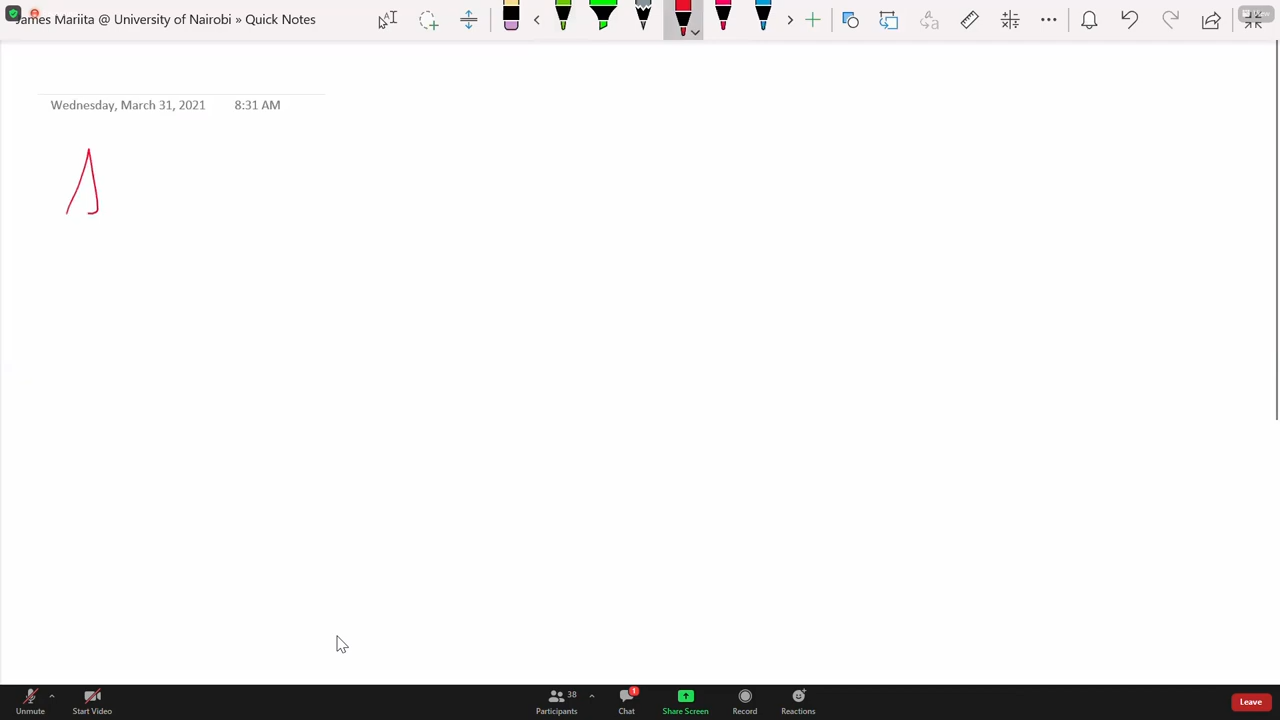 James Mariita @ University of Nairobi » Quick Notes
View
Wednesday, March 31, 2021 8:31 AM
Unmute
Start Video
38
Participants
1
Chat
Share Screen
Record
Reactions
Leave